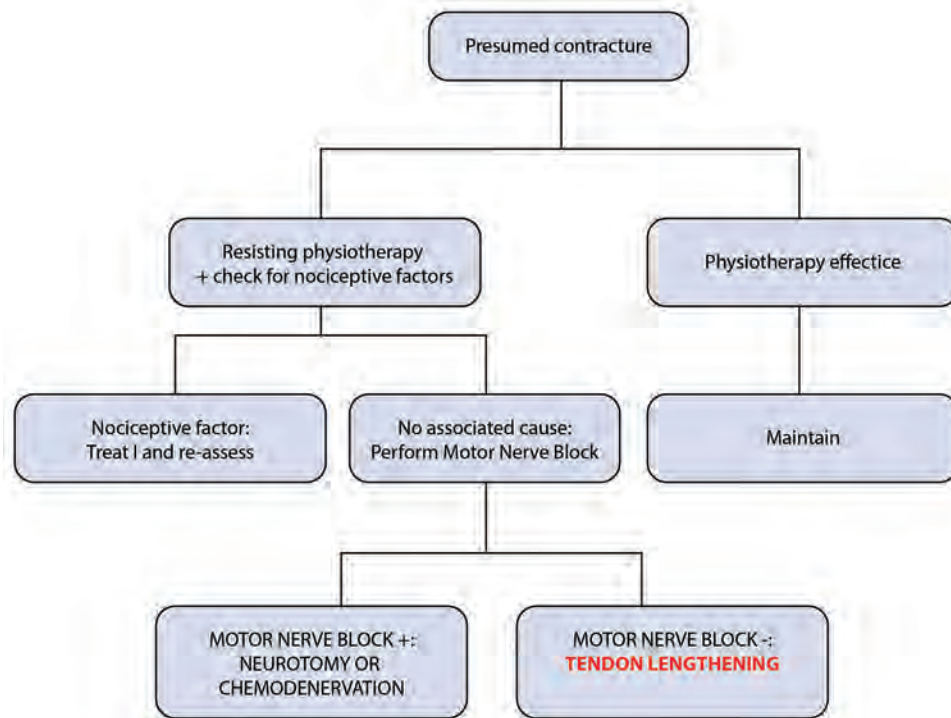 Presumed contracture
Resisting physiotherapy
+ check for nociceptive factors
Physiotherapy effectice
Nociceptive factor:
Treat I and re-assess
No associated cause:
Perform Motor Nerve Block
Maintain
MOTOR NERVE BLOCK +:
NEUROTOMY OR
CHEMODENERVATION
MOTOR NERVE BLOCK -:
TENDON LENGTHENING